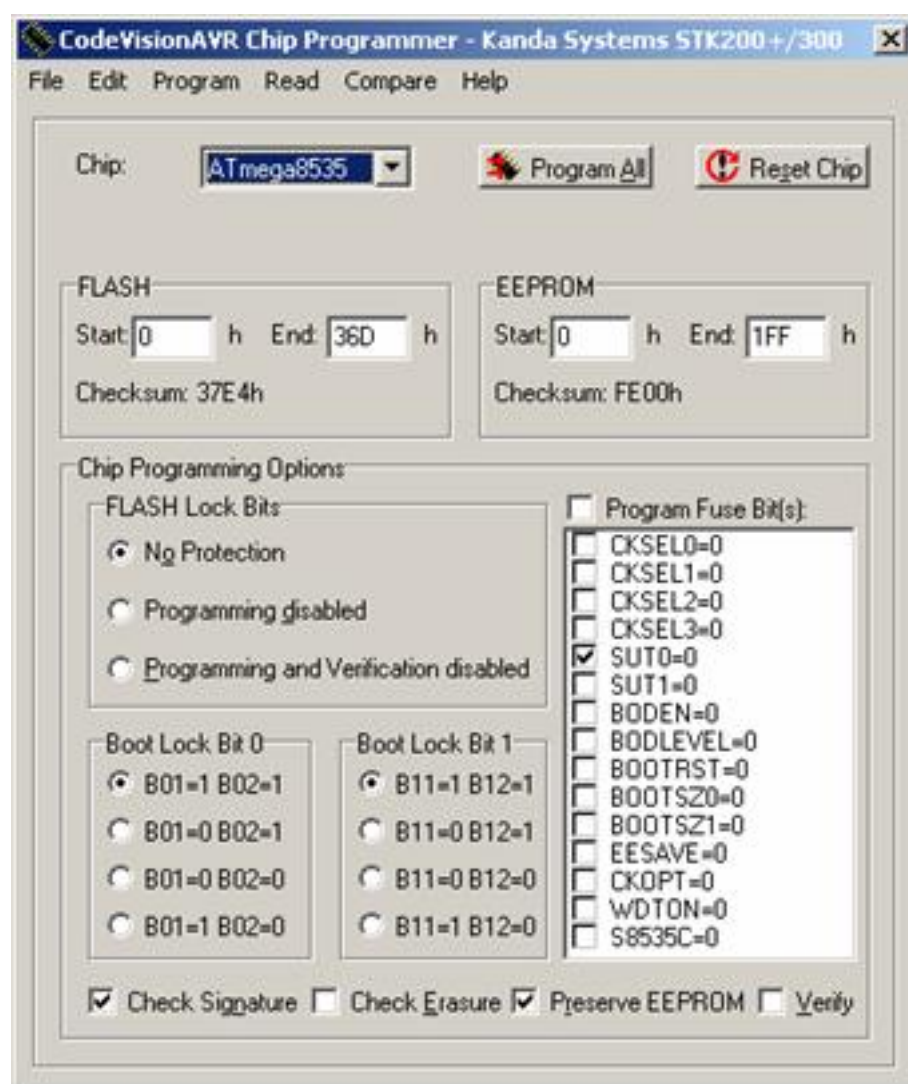 CodeVisionAVR Chip Programmer - Kanda Systems STK200+/300
File Edit Program Read Compare Help
Chip: ATmega8535 Program All Reset Chip
FLASH
Start: 0 h End: 36D h
Checksum: 37E4h
EEPROM
Start: 0 h End: 1FF h
Checksum: FE00h
Chip Programming Options
FLASH Lock Bits
No Protection
Programming disabled
Programming and Verification disabled
Program Fuse Bit(s):
CKSEL0=0
CKSEL1=0
CKSEL2=0
CKSEL3=0
SUT0=0
SUT1=0
BODEN=0
BODLEVEL=0
BOOTRST=0
BOOTSZ0=0
BOOTSZ1=0
EESAVE=0
CKOPT=0
WDTON=0
S8535C=0
Boot Lock Bit 0
B01=1 B02=1
B01=0 B02=1
B01=0 B02=0
B01=1 B02=0
Boot Lock Bit 1
B11=1 B12=1
B11=0 B12=1
B11=0 B12=0
B11=1 B12=0
Check Signature Check Erasure Preserve EEPROM Verify